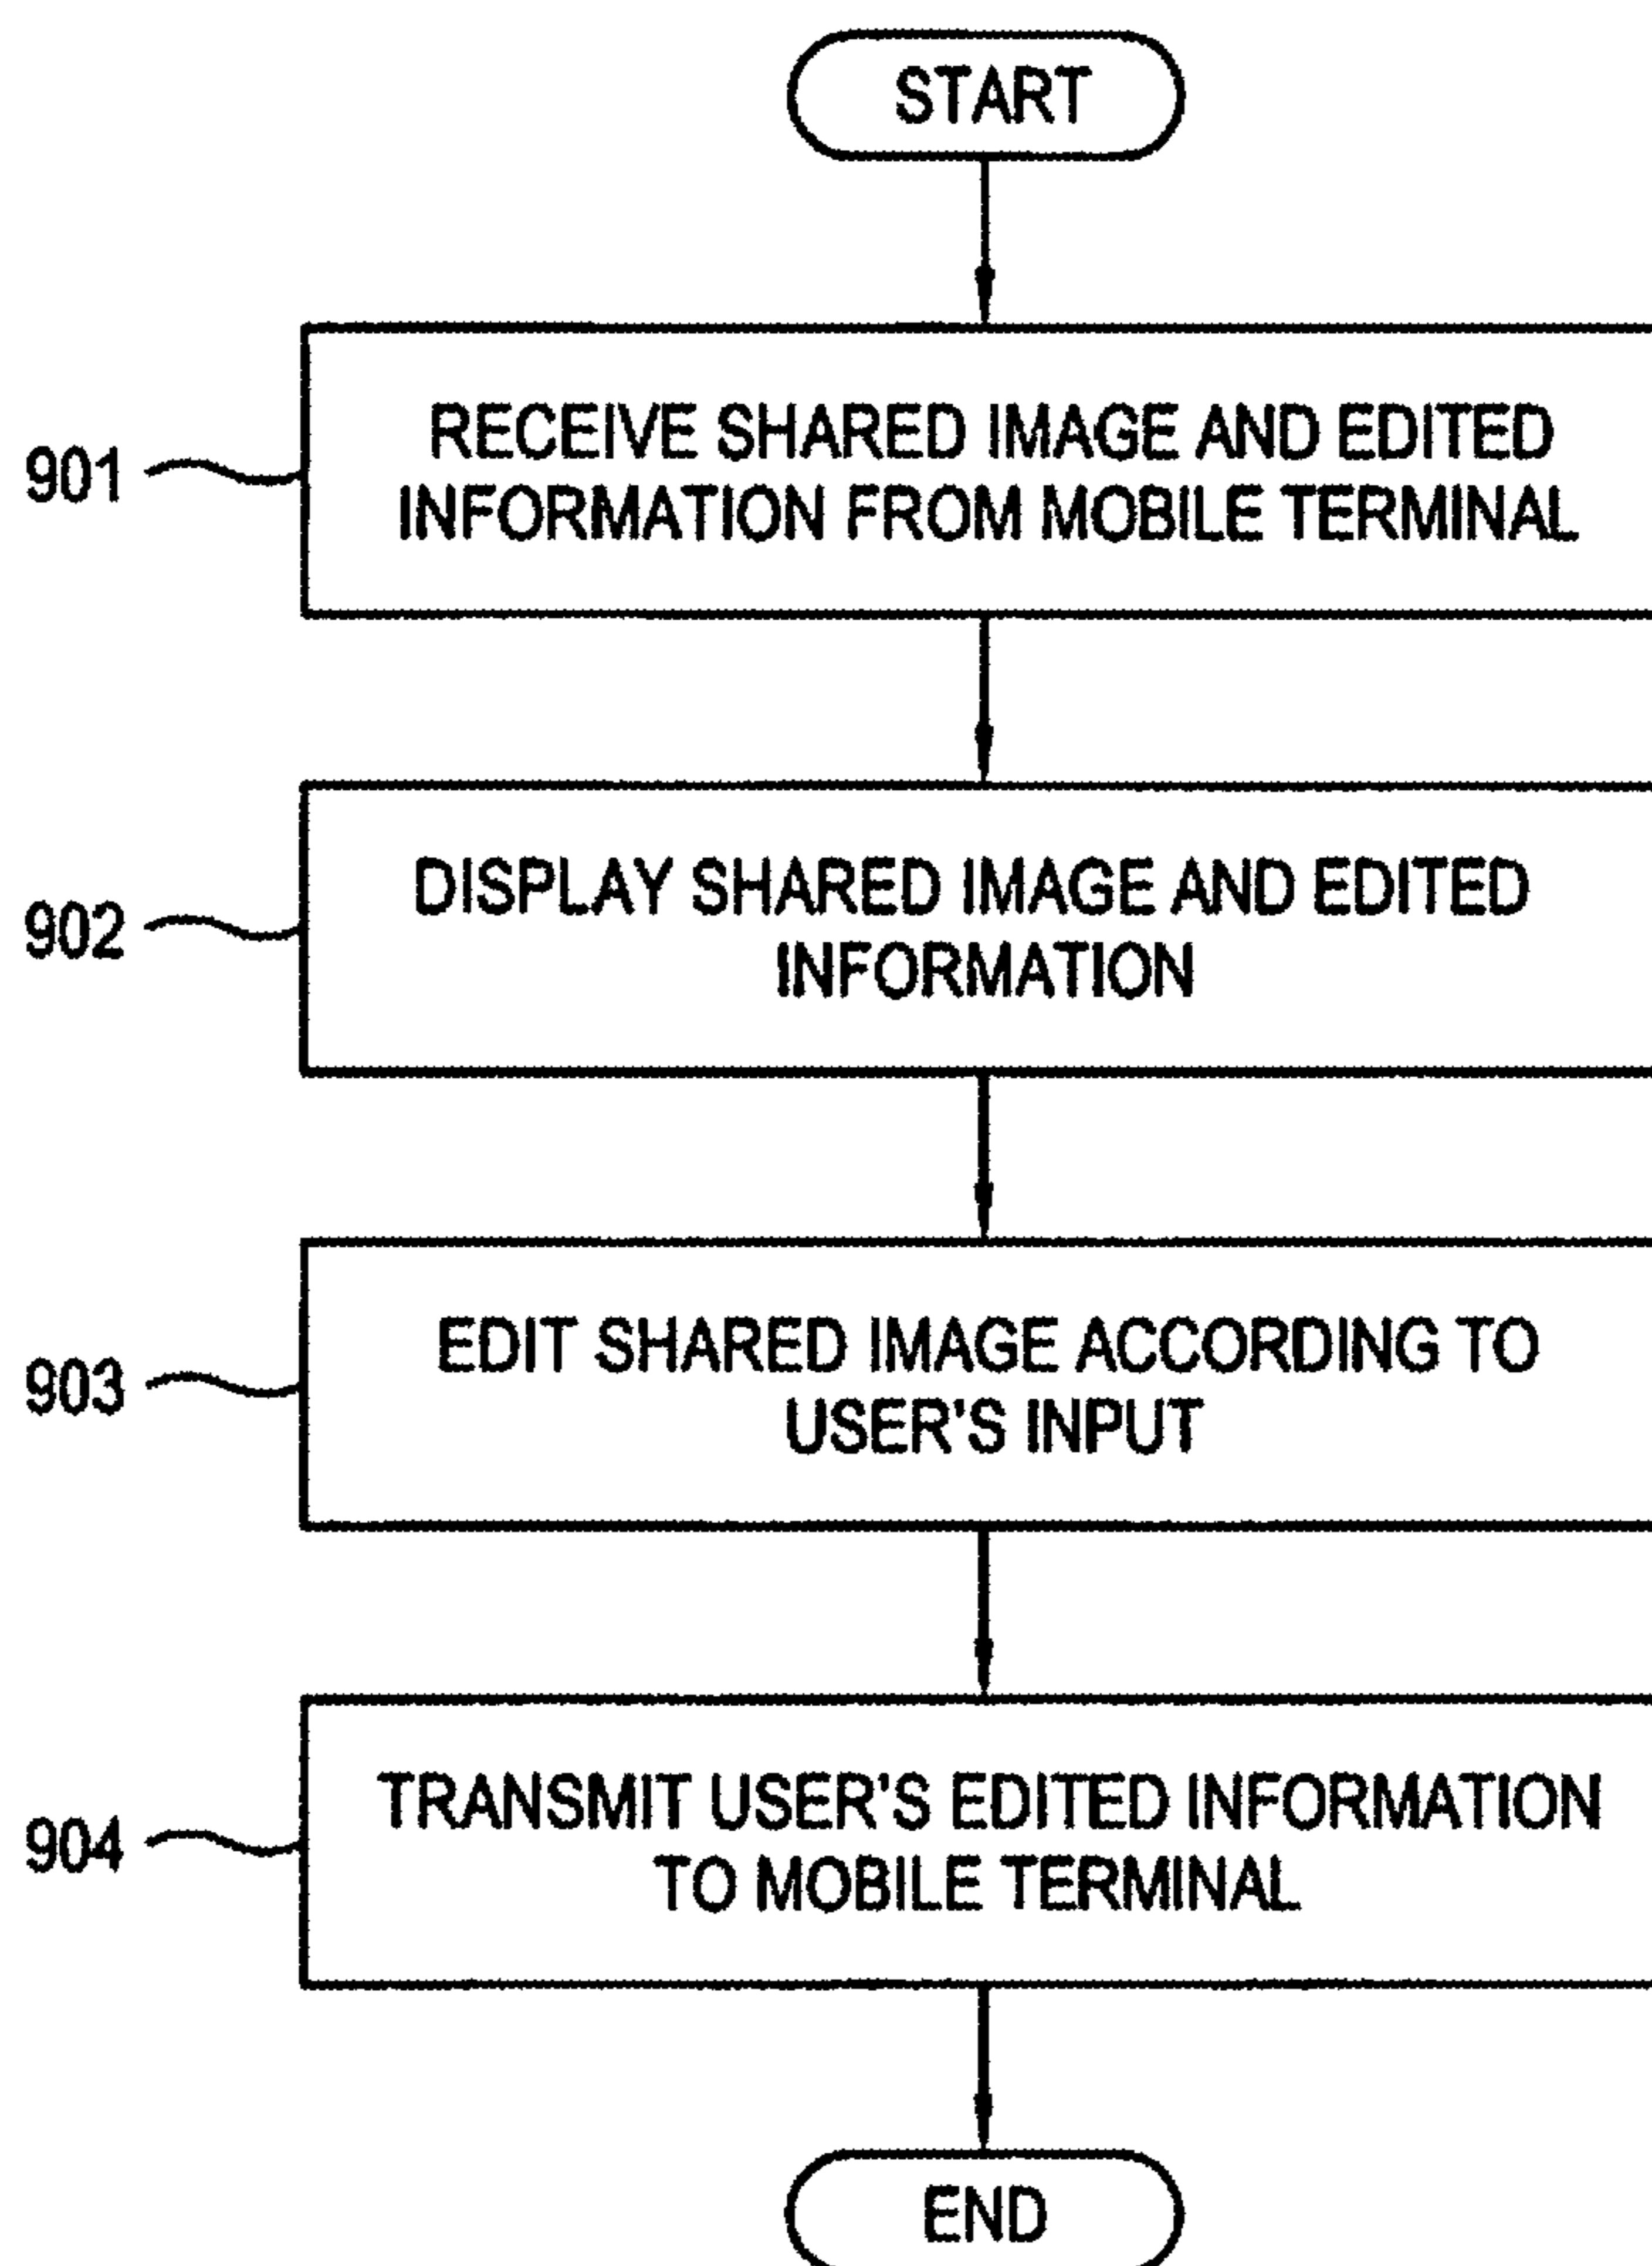 START
901
RECEIVE SHARED IMAGE AND EDITED
INFORMATION FROM MOBILE TERMINAL
902
DISPLAY SHARED IMAGE AND EDITED
INFORMATION
903
EDIT SHARED IMAGE ACCORDING TO
USER'S INPUT
904
TRANSMIT USER'S EDITED INFORMATION
TO MOBILE TERMINAL
END